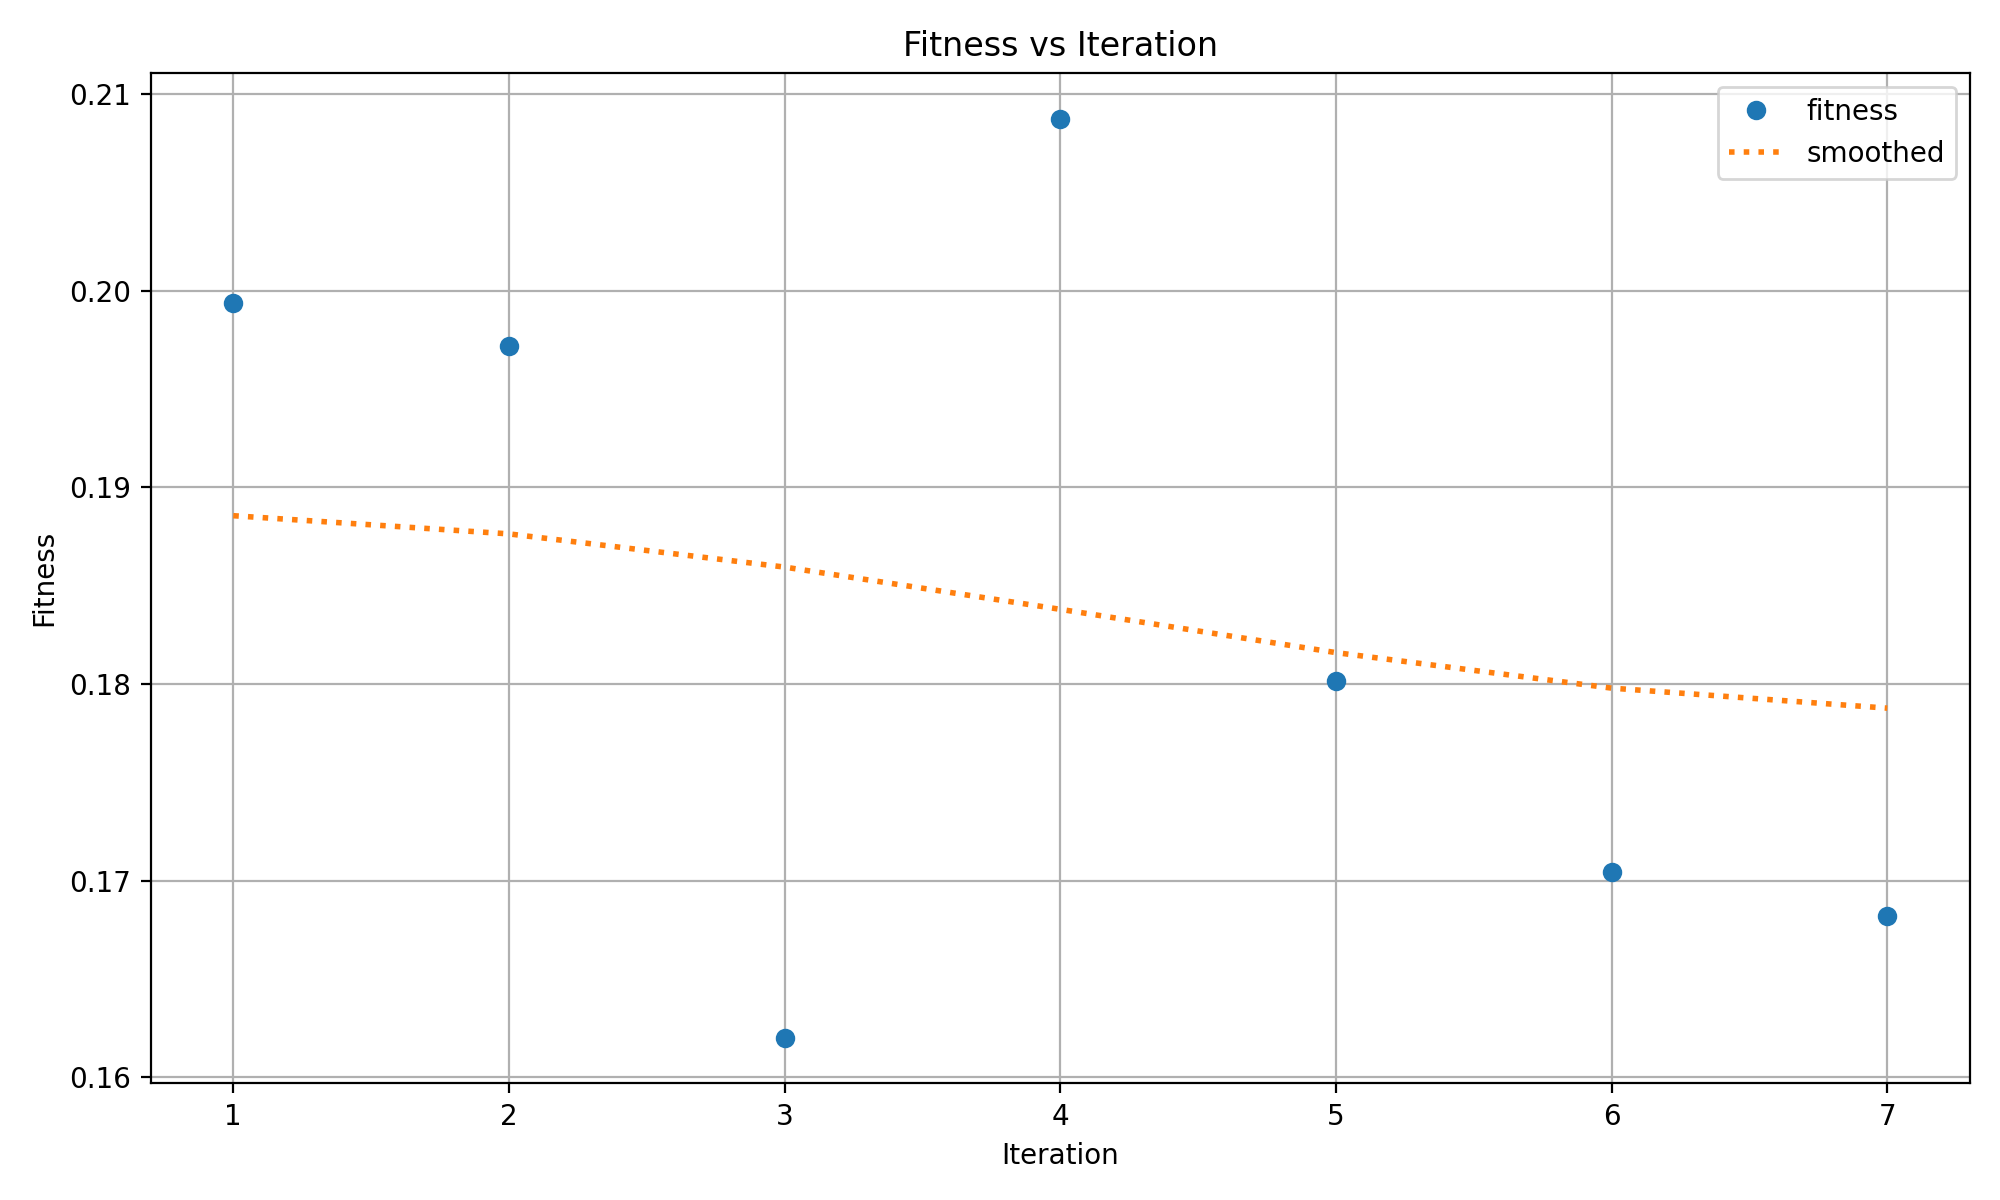 Fitness vs Iteration
fitness
smoothed
0.21
0.20
0.19
0.18
0.17
0.16
Fitness
1 2 3 4 5 6 7
Iteration